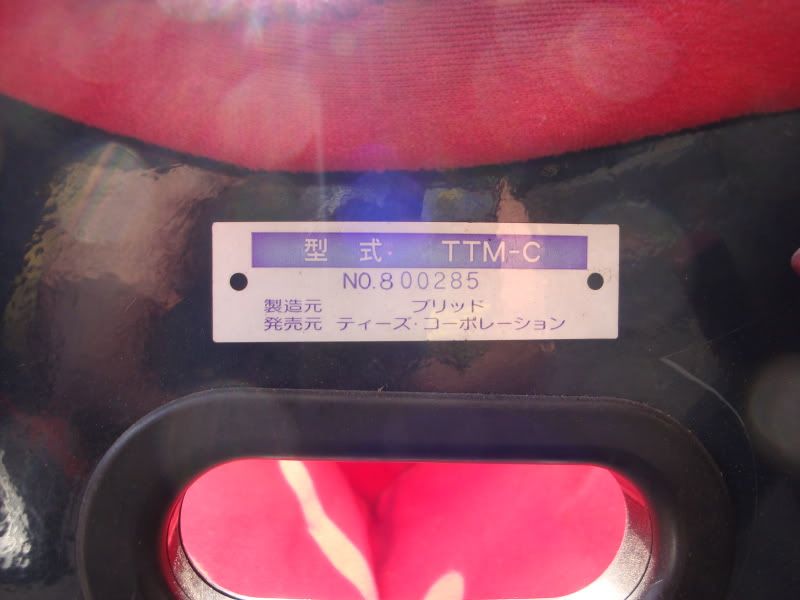 型 式· TTM-C
NO.800285
製造元 ブリッド
発売元 ティーズ·コーポレーション